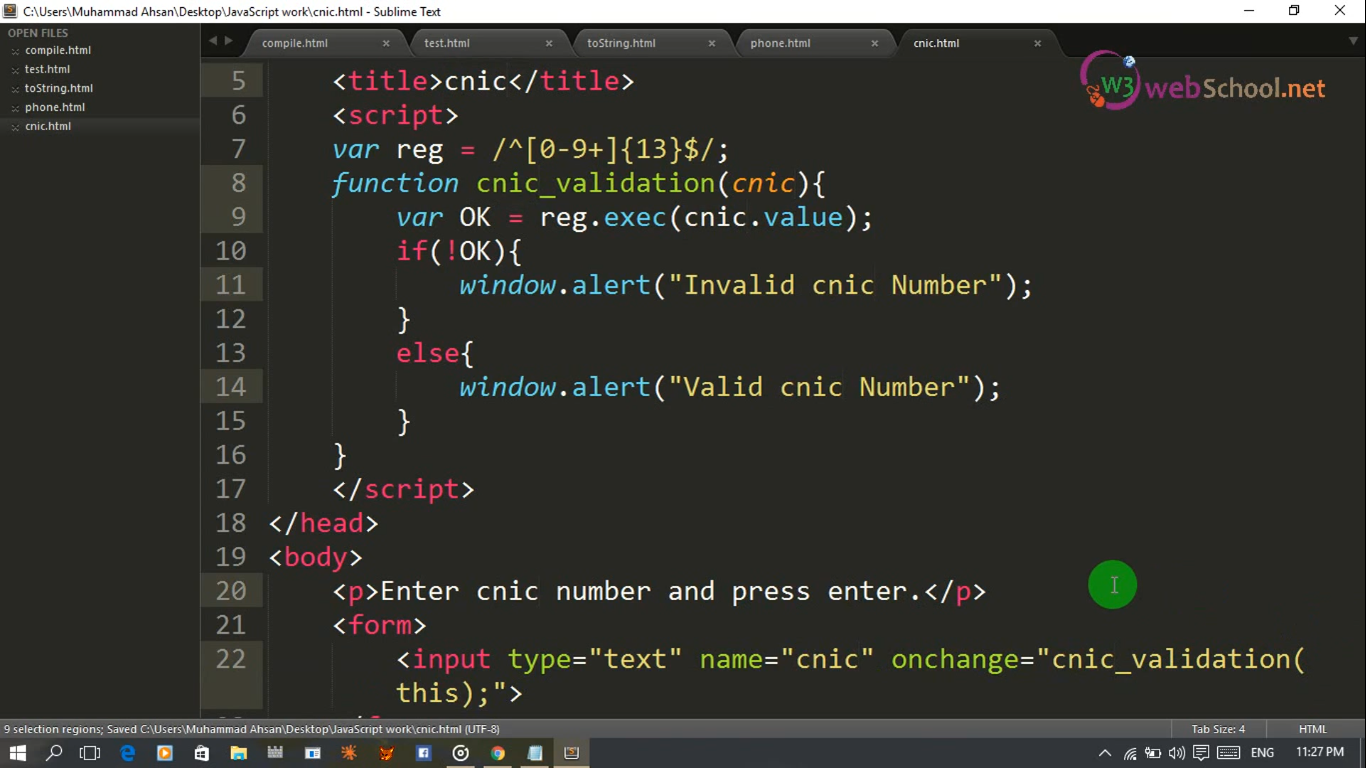 C:\Users\Muhammad Ahsan\Desktop\JavaScript work\cnic.html - Sublime Text
OPEN FILES
compile.html
test.html
toString.html
phone.html
cnic.html
compile.html test.html toString.html phone.html cnic.html
W3 webSchool.net
5 <title>cnic</title>
6 <script>
7 var reg = /^[0-9+]{13}$/;
8 function cnic_validation(cnic){
9 var OK = reg.exec(cnic.value);
10 if(!OK){
11 window.alert("Invalid cnic Number");
12 }
13 else{
14 window.alert("Valid cnic Number");
15 }
16 }
17 </script>
18 </head>
19 <body>
20 <p>Enter cnic number and press enter.</p>
21 <form>
22 <input type="text" name="cnic" onchange="cnic_validation(
this);">
9 selection regions; Saved C:\Users\Muhammad Ahsan\Desktop\JavaScript work\cnic.html (UTF-8) Tab Size: 4 HTML
ENG 11:27 PM